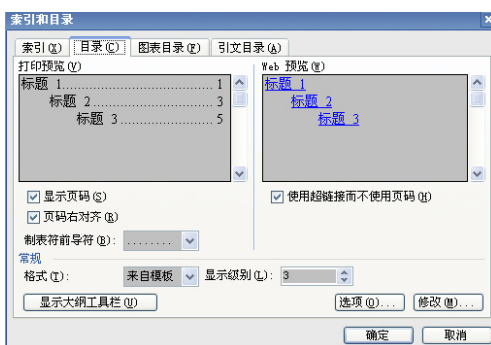 索引和目录
索引(X) 目录(C) 图表目录(F) 引文目录(A)
打印预览(V) Web 预览(W)
标题 1........................1 标题 1
标题 2....................3 标题 2
标题 3................5 标题 3
显示页码(S) 使用超链接而不使用页码(H)
页码右对齐(R)
制表符前导符(B): ........
常规
格式(T): 来自模板 显示级别(L): 3
显示大纲工具栏(U) 选项(O)... 修改(M)...
确定 取消